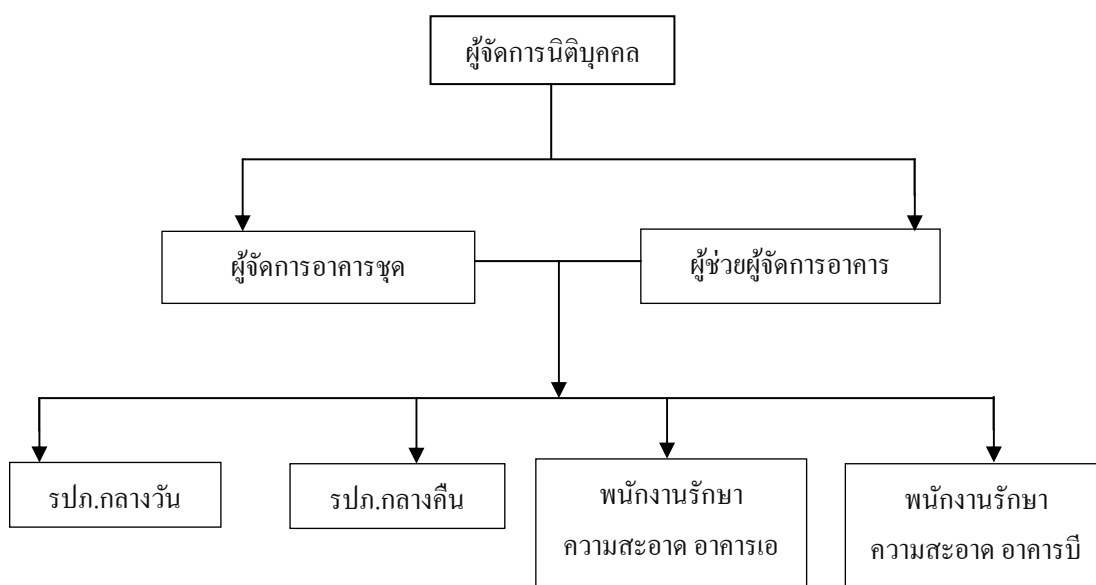 ผู้จัดการนิติบุคคล
ผู้จัดการอาคารชุด
ผู้ช่วยผู้จัดการอาคาร
รปภ.กลางวัน
รปภ.กลางคืน
พนักงานรักษา
ความสะอาด อาคารเอ
พนักงานรักษา
ความสะอาด อาคารบี